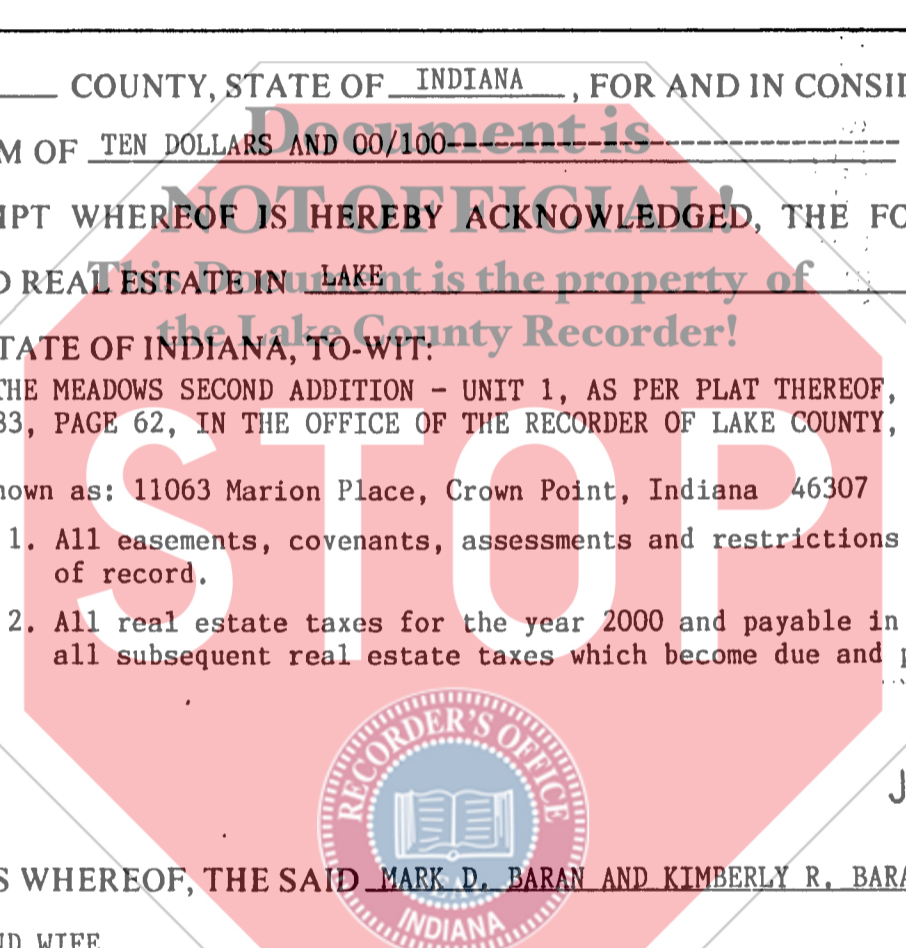 COUNTY, STATE OF INDIANA, FOR AND IN CONSID
Document is
M OF TEN DOLLARS AND 00/100--------------------------------
NOT OFFICIAL!
IPT WHEREOF IS HEREBY ACKNOWLEDGED, THE FO
This Document is the property of
D REAL ESTATE IN LAKE
the Lake County Recorder!
TATE OF INDIANA, TO-WIT:
THE MEADOWS SECOND ADDITION - UNIT 1, AS PER PLAT THEREOF,
83, PAGE 62, IN THE OFFICE OF THE RECORDER OF LAKE COUNTY,
STOP
nown as: 11063 Marion Place, Crown Point, Indiana 46307
1. All easements, covenants, assessments and restrictions
of record.
2. All real estate taxes for the year 2000 and payable in
all subsequent real estate taxes which become due and p
RECORDER'S OFFICE
J
SEAL
S WHEREOF, THE SAID MARK D. BARAN AND KIMBERLY R. BARA
INDIANA
ND WIFE